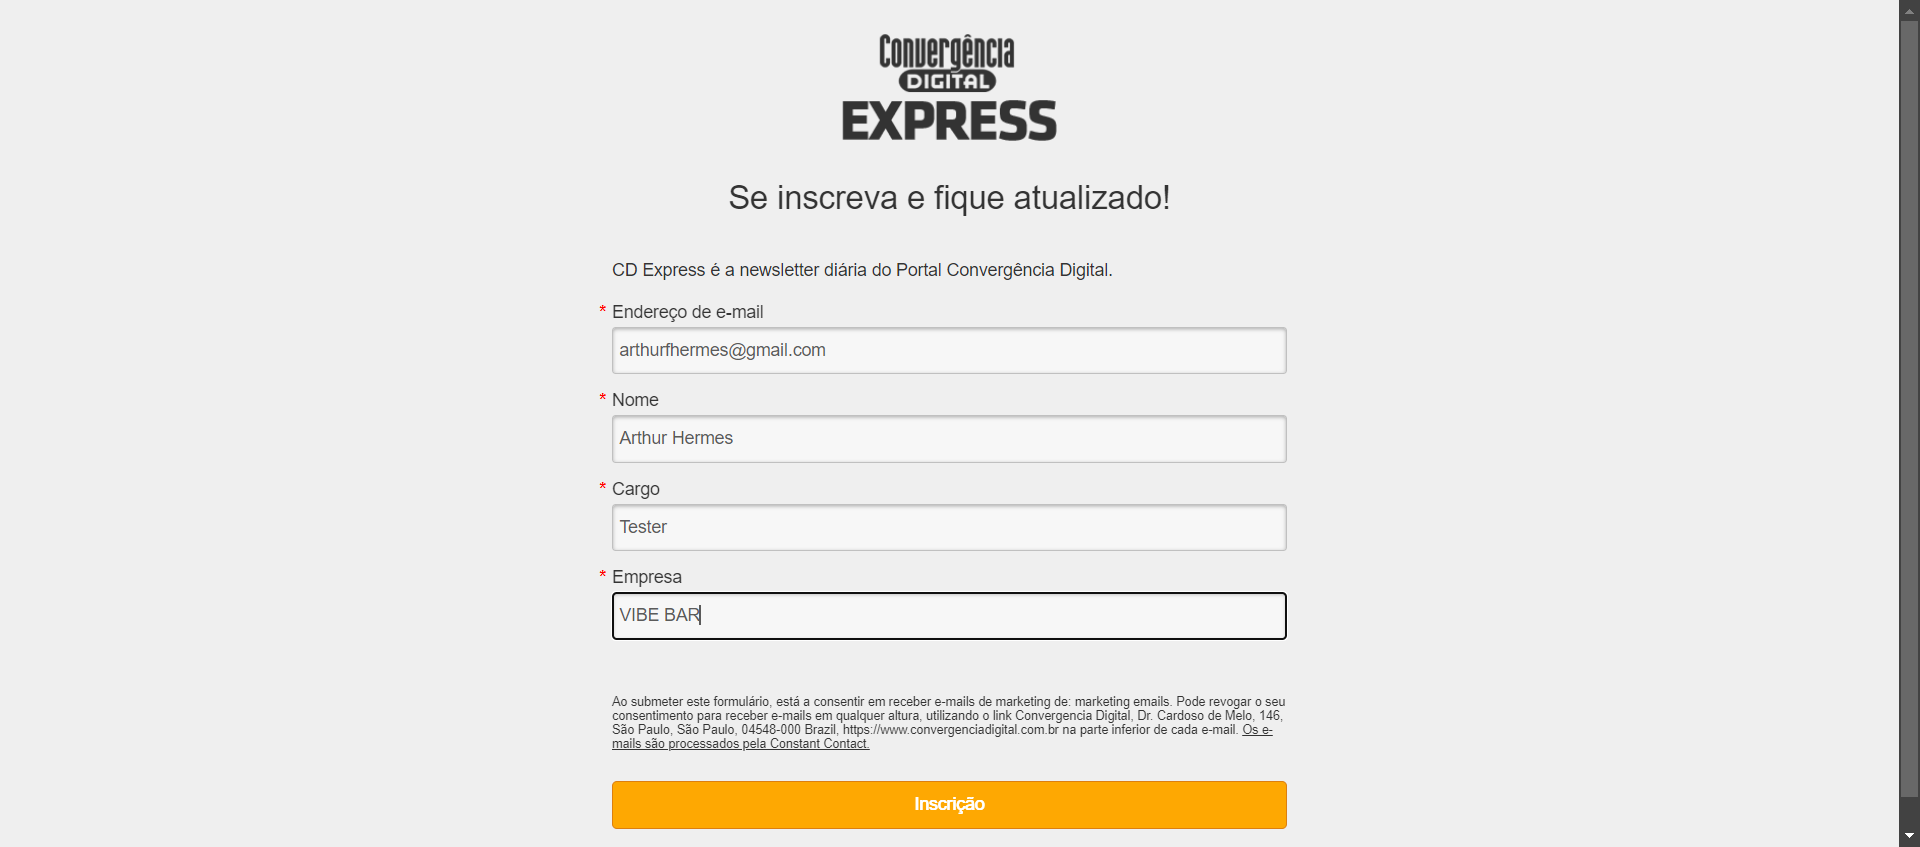 Convergência
DIGITAL
EXPRESS
Se inscreva e fique atualizado!
CD Express é a newsletter diária do Portal Convergência Digital.
* Endereço de e-mail
arthurfhermes@gmail.com
* Nome
Arthur Hermes
* Cargo
Tester
* Empresa
VIBE BAR
Ao submeter este formulário, está a consentir em receber e-mails de marketing de: marketing emails. Pode revogar o seu
consentimento para receber e-mails em qualquer altura, utilizando o link Convergencia Digital, Dr. Cardoso de Melo, 146,
São Paulo, São Paulo, 04548-000 Brazil, https://www.convergenciadigital.com.br na parte inferior de cada e-mail. Os e-
mails são processados pela Constant Contact.
Inscrição